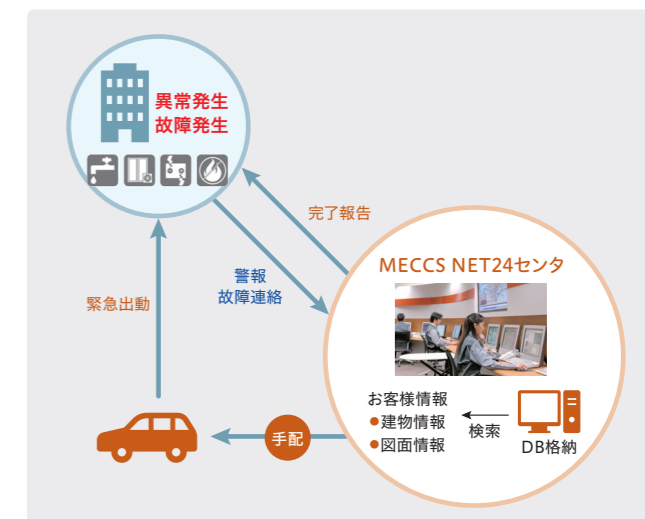 異常発生
故障発生
完了報告
警報
故障連絡
緊急出動
MECCS NET24センタ
お客様情報
●建物情報
●図面情報
検索
DB格納
手配